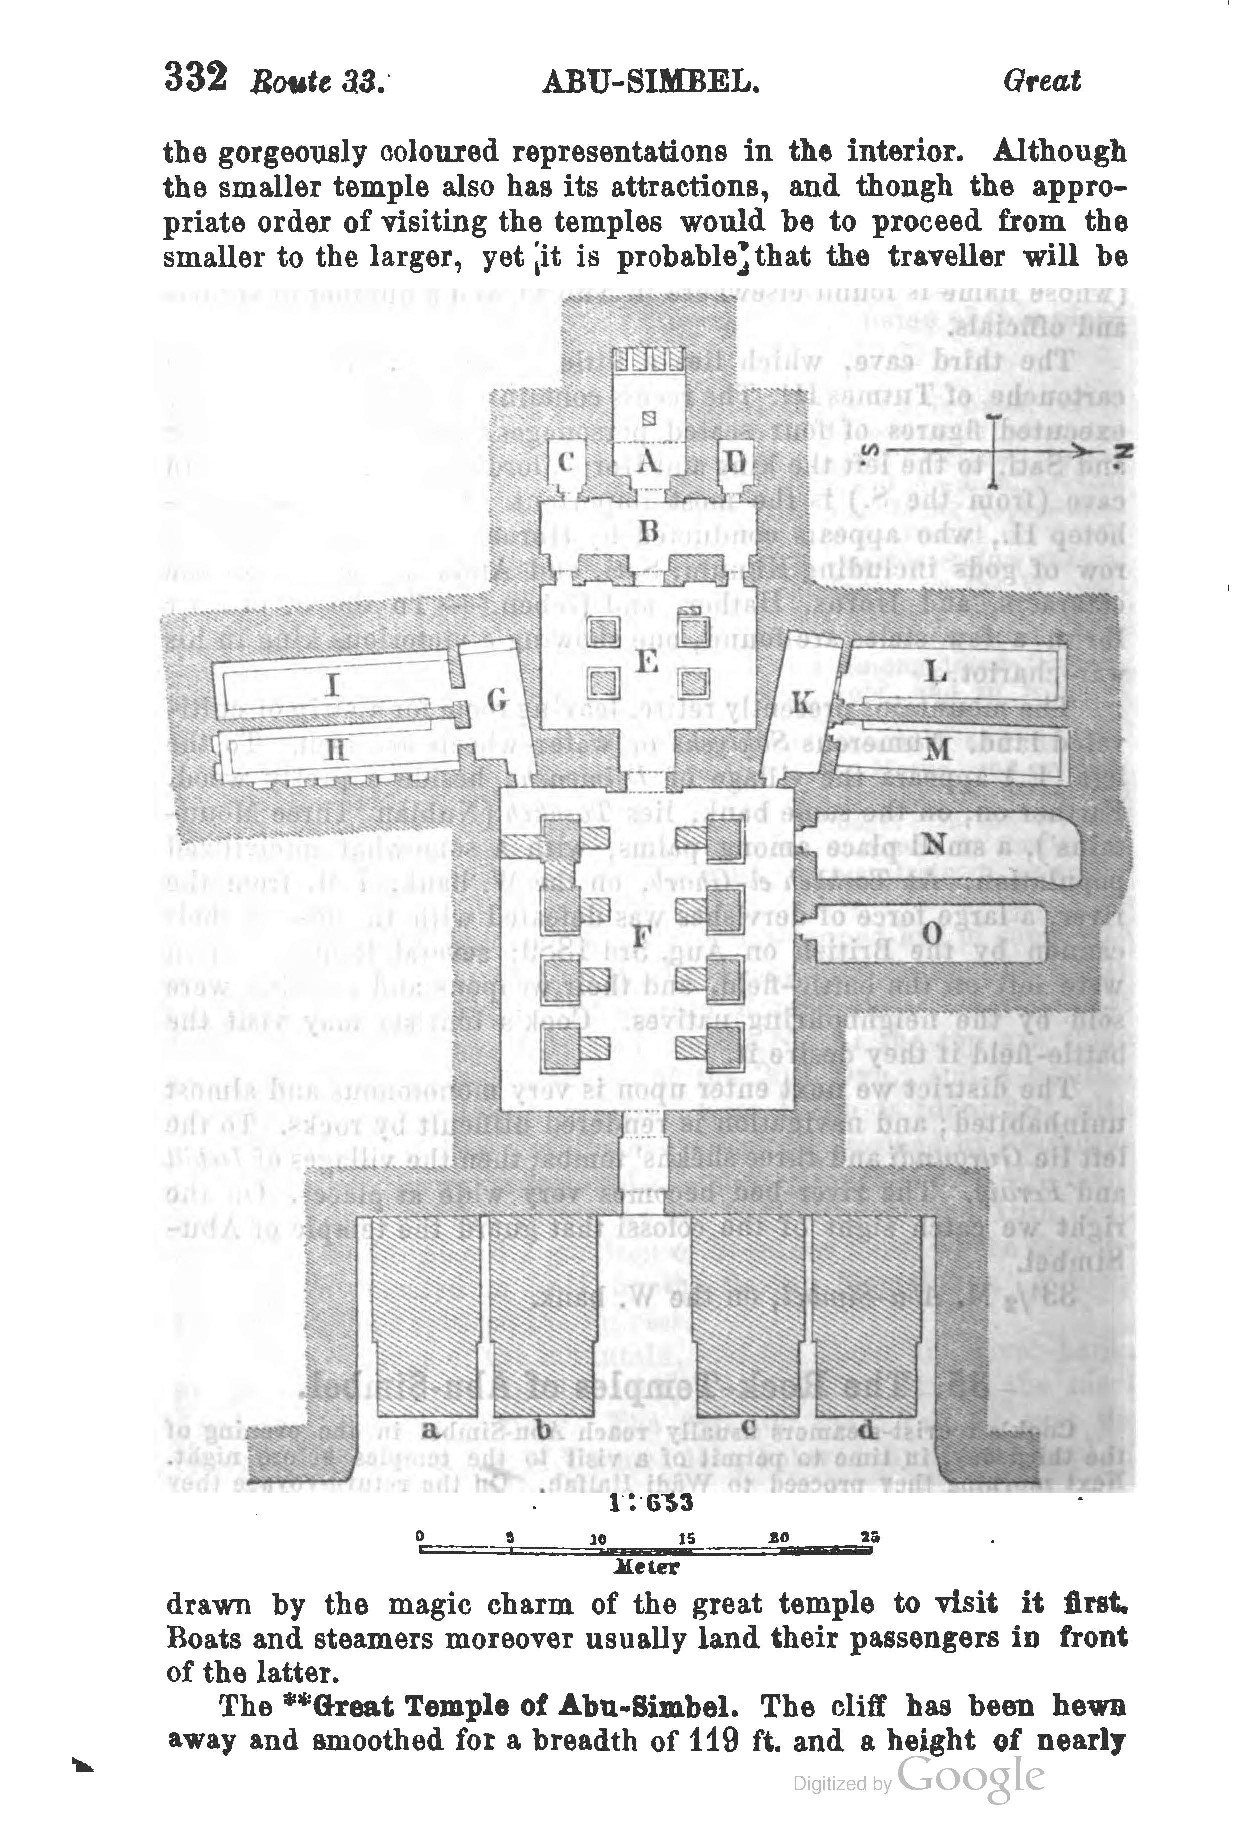 332 Route 33. ABU-SIMBEL. Great
the gorgeously coloured representations in the interior. Although
the smaller temple also has its attractions, and though the appro-
priate order of visiting the temples would be to proceed from the
smaller to the larger, yet it is probable that the traveller will be
S. N.
C A D
B
E
I G K L
H M
N
F O
a b c d
1 : 653
0 5 10 15 20 25
Meter
drawn by the magic charm of the great temple to visit it first.
Boats and steamers moreover usually land their passengers in front
of the latter.
The **Great Temple of Abu-Simbel. The cliff has been hewn
away and smoothed for a breadth of 119 ft. and a height of nearly
Digitized by Google